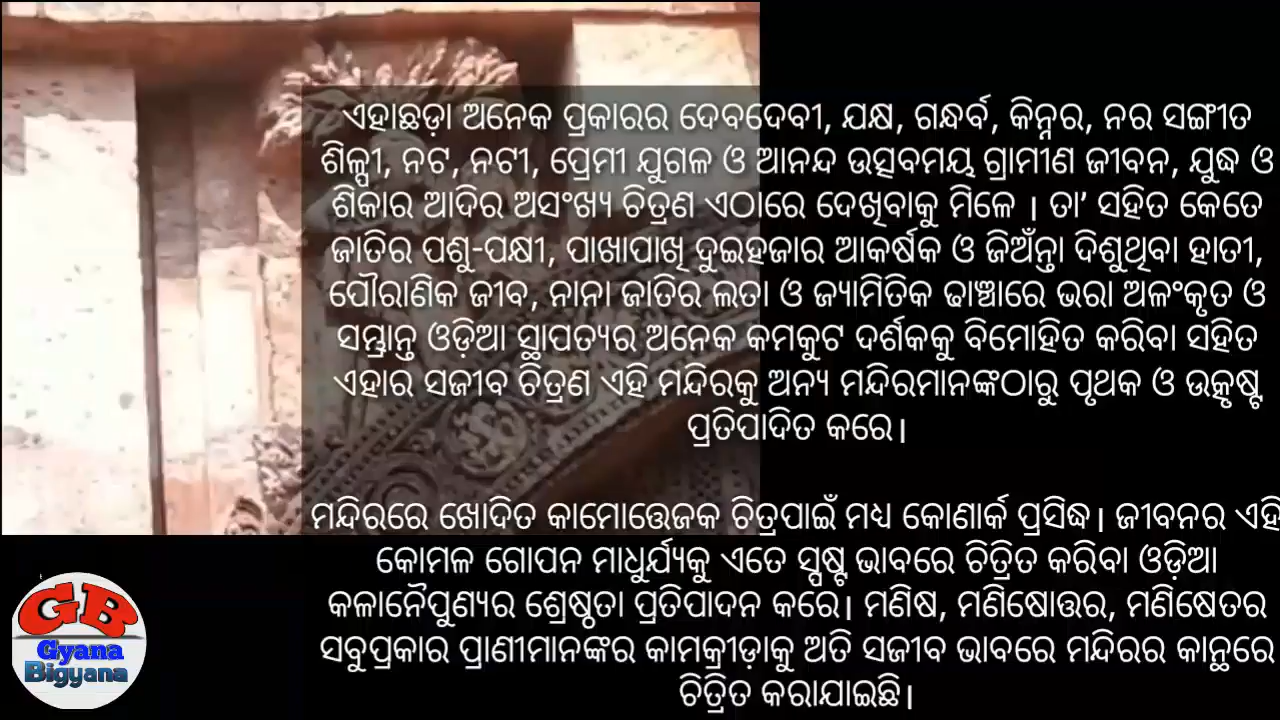 ଏହାଛଡ଼ା ଅନେକ ପ୍ରକାରର ଦେବଦେବୀ, ଯକ୍ଷ, ଗନ୍ଧର୍ବ, କିନ୍ନର, ନର ସଙ୍ଗୀତ
ଶିଳ୍ପୀ, ନଟ, ନଟୀ, ପ୍ରେମୀ ଯୁଗଳ ଓ ଆନନ୍ଦ ଉତ୍ସବମୟ ଗ୍ରାମୀଣ ଜୀବନ, ଯୁଦ୍ଧ ଓ
ଶିକାର ଆଦିର ଅସଂଖ୍ୟ ଚିତ୍ରଣ ଏଠାରେ ଦେଖିବାକୁ ମିଳେ | ତା' ସହିତ କେତେ
ଜାତିର ପଶୁ-ପକ୍ଷୀ, ପାଖାପାଖି ଦୁଇହଜାର ଆକର୍ଷକ ଓ ଜିଅଁନ୍ତା ଦିଶୁଥିବା ହାତୀ,
ପୌରାଣିକ ଜୀବ, ନାନା ଜାତିର ଲତା ଓ ଜ୍ୟାମିତିକ ଢାଞ୍ଚାରେ ଭରା ଅଳଂକୃତ ଓ
ସମ୍ଭ୍ରାନ୍ତ ଓଡ଼ିଆ ସ୍ଥାପତ୍ୟର ଅନେକ କମକୁଟ ଦର୍ଶକକୁ ବିମୋହିତ କରିବା ସହିତ
ଏହାର ସଜୀବ ଚିତ୍ରଣ ଏହି ମନ୍ଦିରକୁ ଅନ୍ୟ ମନ୍ଦିରମାନଙ୍କଠାରୁ ପୃଥକ ଓ ଉତ୍କୃଷ୍ଟ
ପ୍ରତିପାଦିତ କରେ।
ମନ୍ଦିରରେ ଖୋଦିତ କାମୋତ୍ତେଜକ ଚିତ୍ରପାଇଁ ମଧ୍ୟ କୋଣାର୍କ ପ୍ରସିଦ୍ଧ। ଜୀବନର ଏହି
କୋମଳ ଗୋପନ ମାଧୁର୍ଯ୍ୟକୁ ଏତେ ସ୍ପଷ୍ଟ ଭାବରେ ଚିତ୍ରିତ କରିବା ଓଡ଼ିଆ
କଳାନୈପୁଣ୍ୟର ଶ୍ରେଷ୍ଠତା ପ୍ରତିପାଦନ କରେ| ମଣିଷ, ମଣିଷୋତ୍ତର, ମଣିଷେତର
ସବୁପ୍ରକାର ପ୍ରାଣୀମାନଙ୍କର କାମକ୍ରୀଡ଼ାକୁ ଅତି ସଜୀବ ଭାବରେ ମନ୍ଦିରର କାନ୍ଥରେ
ଚିତ୍ରିତ କରାଯାଇଛି।
GB
Gyana
Bigyana